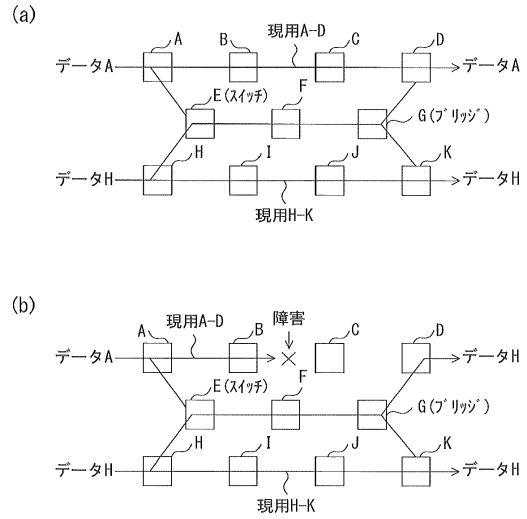 (a)
A B 現用A-D C D
データA データA
E(スイッチ) F G(ブリッジ)
H I J K
データH データH
現用H-K
(b)
障害
A 現用A-D B C D
データA データH
E(スイッチ) F G(ブリッジ)
H I J K
データH データH
現用H-K